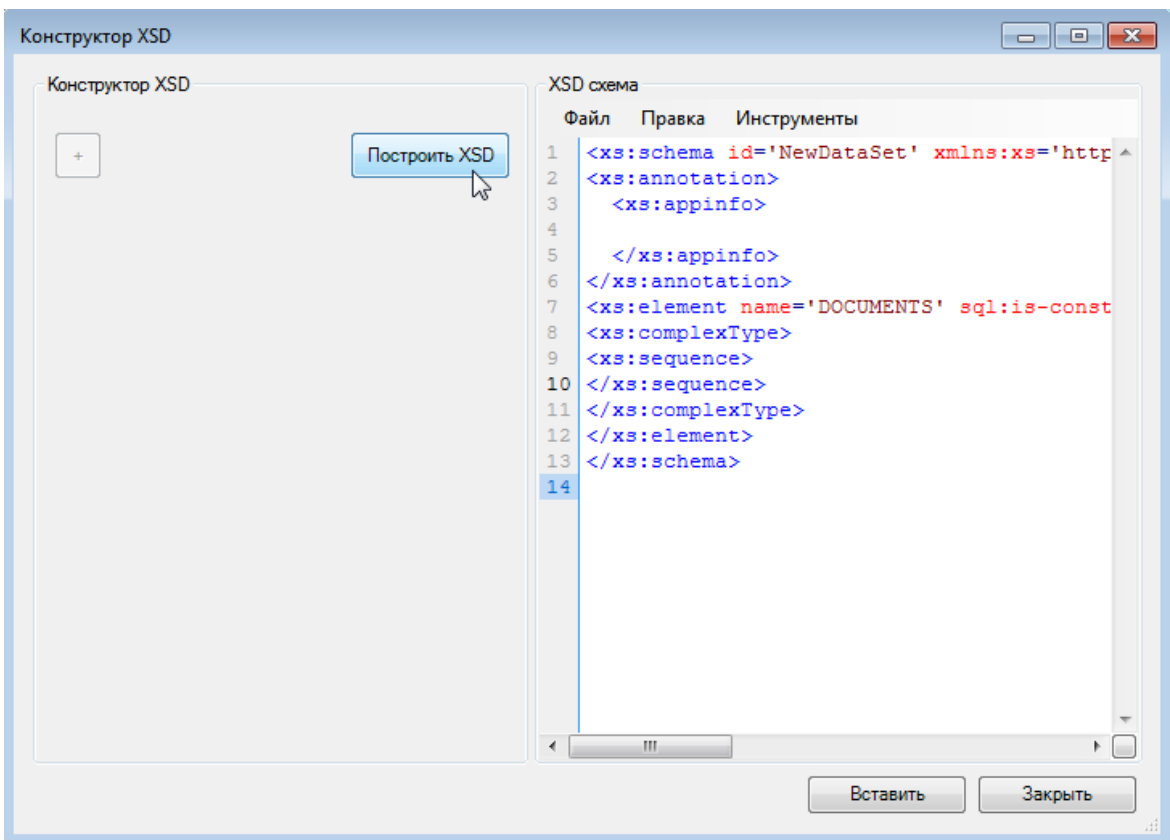 Конструктор XSD
Конструктор XSD
+
Построить XSD
XSD схема
Файл Правка Инструменты
1 <xs:schema id='NewDataSet' xmlns:xs='http
2 <xs:annotation>
3 <xs:appinfo>
4
5 </xs:appinfo>
6 </xs:annotation>
7 <xs:element name='DOCUMENTS' sql:is-const
8 <xs:complexType>
9 <xs:sequence>
10 </xs:sequence>
11 </xs:complexType>
12 </xs:element>
13 </xs:schema>
14
Вставить Закрыть